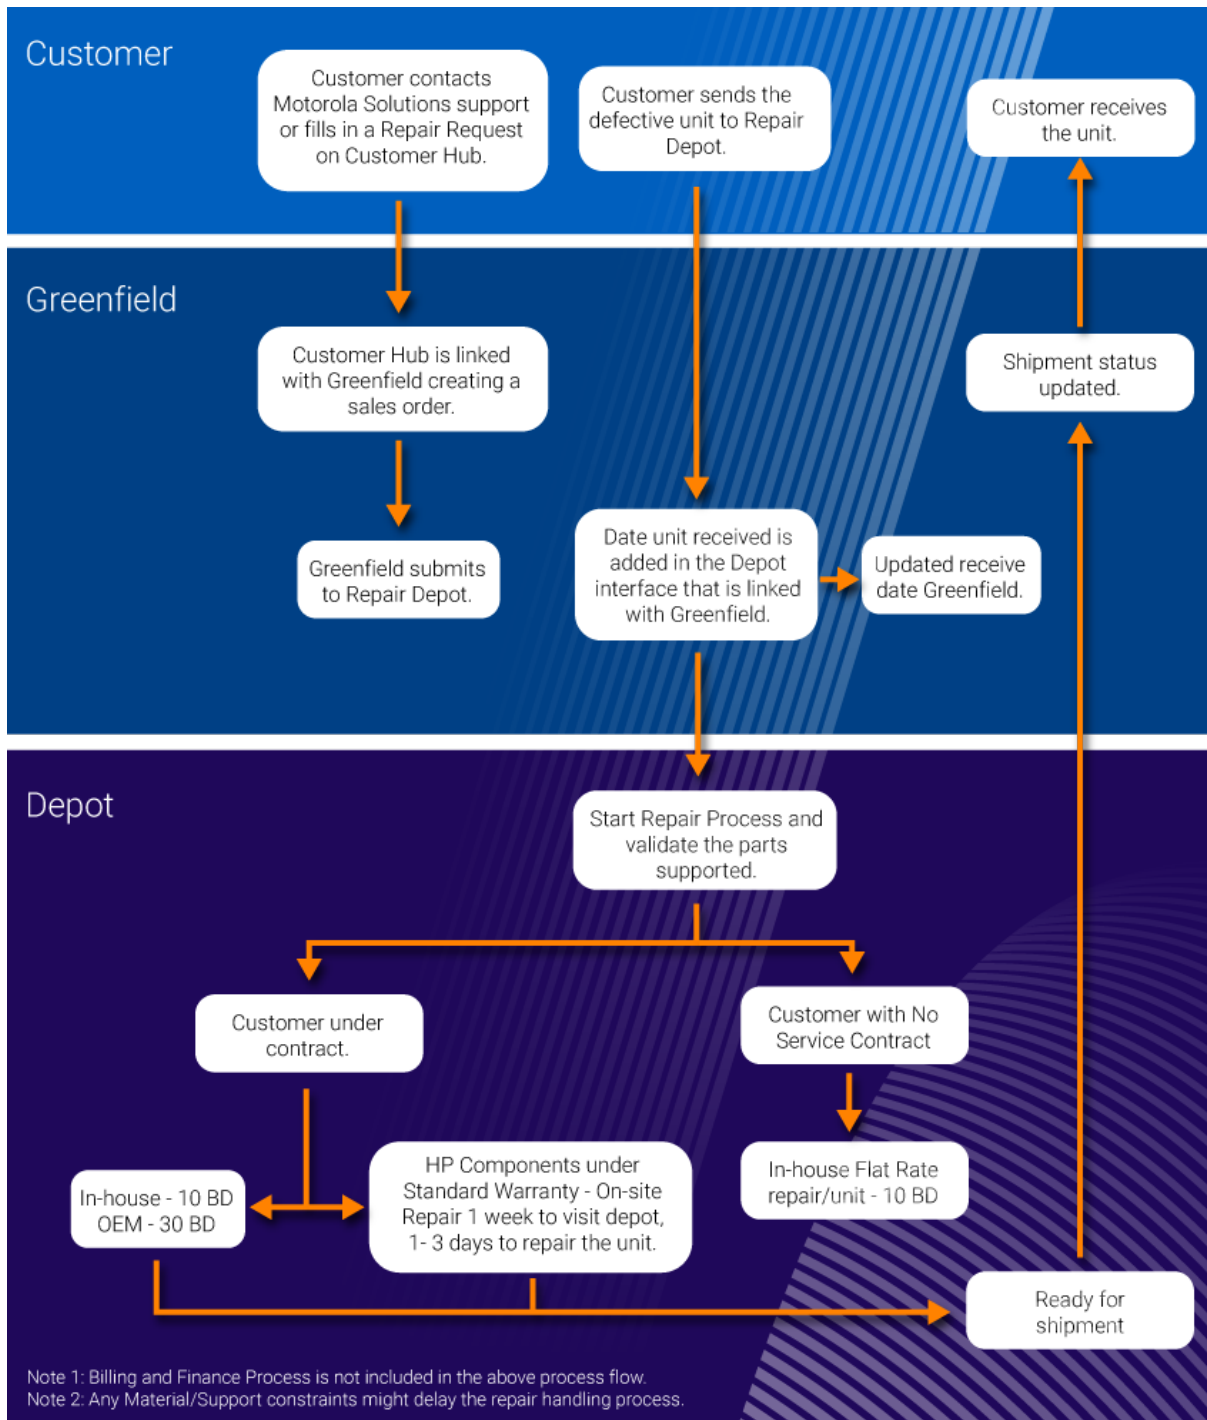 Customer
Customer contacts
Motorola Solutions support
or fills in a Repair Request
on Customer Hub.
Customer sends the
defective unit to Repair
Depot.
Customer receives
the unit.
Greenfield
Customer Hub is linked
with Greenfield creating a
sales order.
Shipment status
updated.
Greenfield submits
to Repair Depot.
Date unit received is
added in the Depot
interface that is linked
with Greenfield.
Updated receive
date Greenfield.
Depot
Start Repair Process and
validate the parts
supported.
Customer under
contract.
Customer with No
Service Contract
In-house - 10 BD
OEM - 30 BD
HP Components under
Standard Warranty - On-site
Repair 1 week to visit depot,
1- 3 days to repair the unit.
In-house Flat Rate
repair/unit - 10 BD
Ready for
shipment
Note 1: Billing and Finance Process is not included in the above process flow.
Note 2: Any Material/Support constraints might delay the repair handling process.